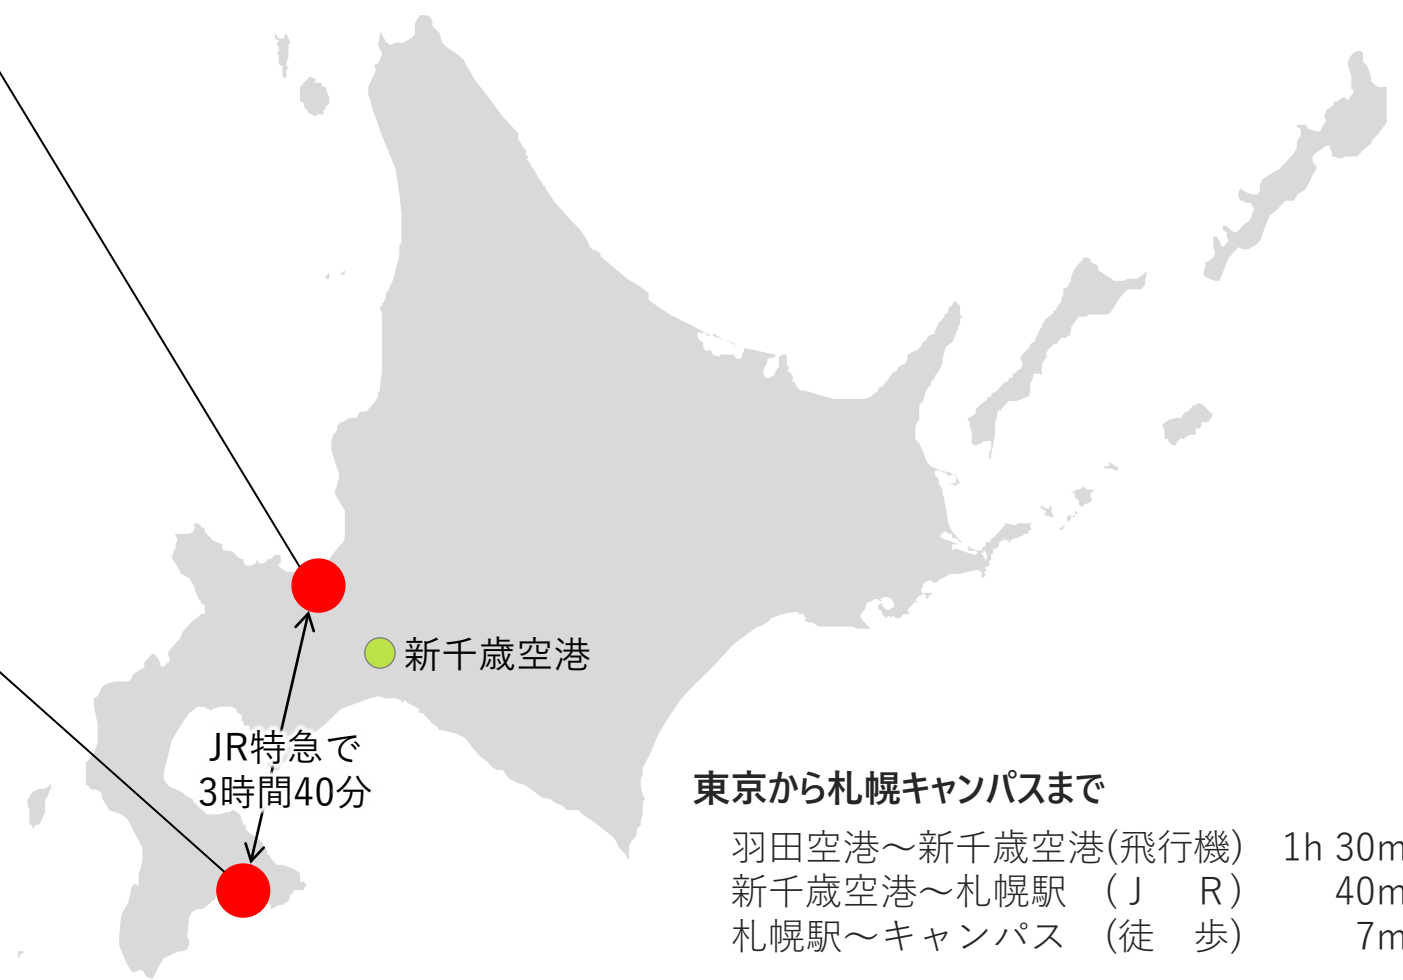 新千歳空港
JR特急で
3時間40分
東京から札幌キャンパスまで
羽田空港～新千歳空港(飛行機) 1h 30m
新千歳空港～札幌駅 (J R) 40m
札幌駅～キャンパス (徒 歩) 7m